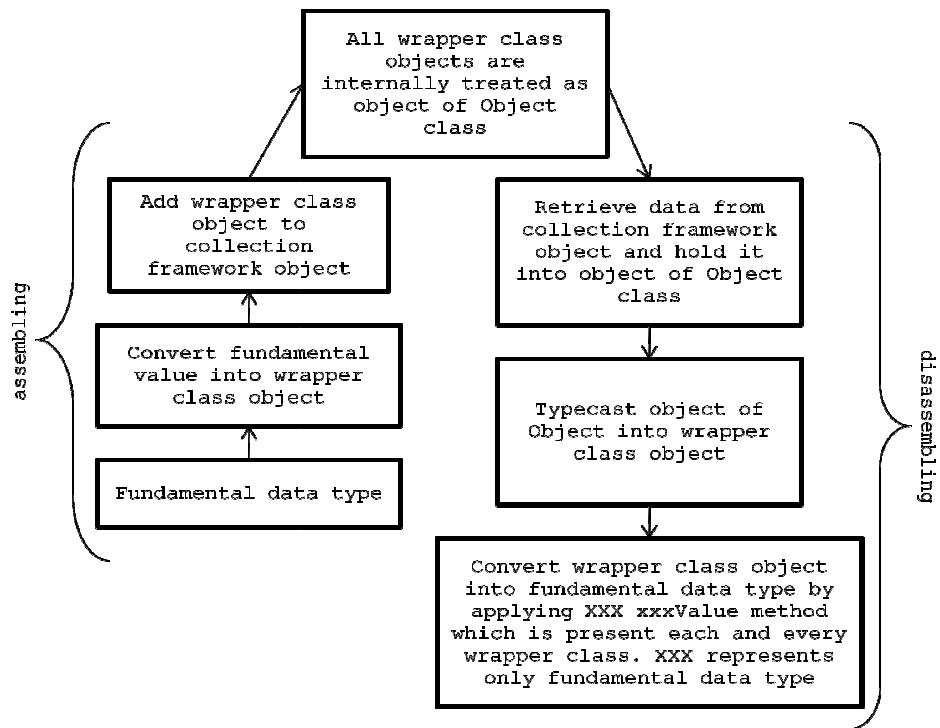 All wrapper class
objects are
internally treated as
object of Object
class
assembling
Add wrapper class
object to
collection
framework object
Convert fundamental
value into wrapper
class object
Fundamental data type
Retrieve data from
collection framework
object and hold it
into object of Object
class
Typecast object of
Object into wrapper
class object
Convert wrapper class object
into fundamental data type by
applying XXX xxxValue method
which is present each and every
wrapper class. XXX represents
only fundamental data type
disassembling